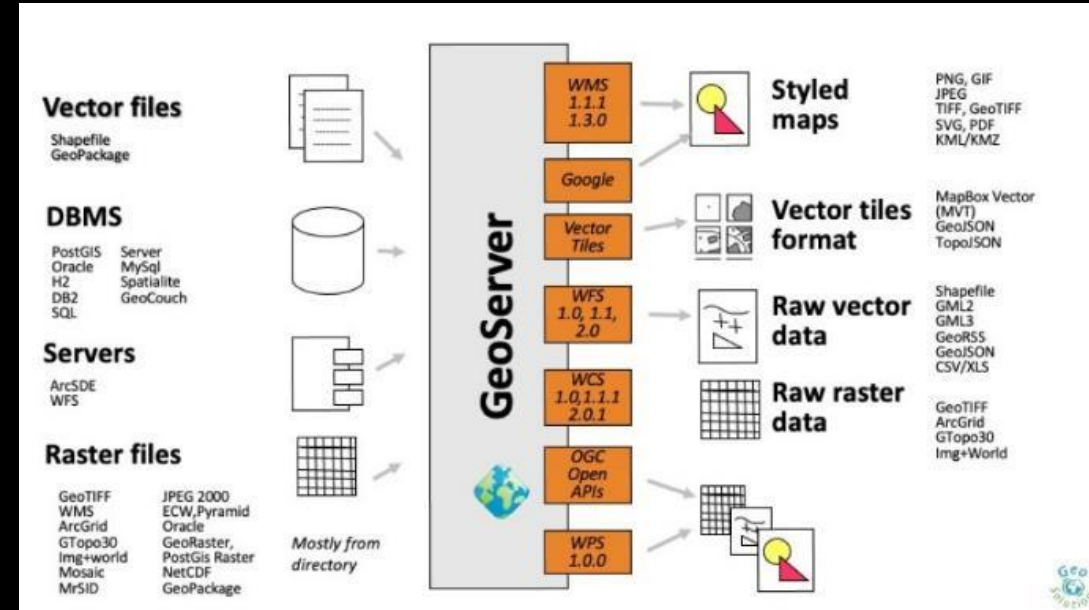 Vector files
Shapefile
GeoPackage
DBMS
PostGIS Server
Oracle MySql
H2 Spatialite
DB2 GeoCouch
SQL
Servers
ArcSDE
WFS
Raster files
GeoTIFF JPEG 2000
WMS ECW,Pyramid
ArcGrid Oracle
GTopo30 GeoRaster,
Img+world PostGis Raster
Mosaic NetCDF
MrSID GeoPackage
Mostly from
directory
GeoServer
WMS
1.1.1
1.3.0
Google
Vector
Tiles
WFS
1.0, 1.1,
2.0
WCS
1.0,1.1.1
2.0.1
OGC
Open
APIs
WPS
1.0.0
Styled
maps
PNG, GIF
JPEG
TIFF, GeoTIFF
SVG, PDF
KML/KMZ
Vector tiles
format
MapBox Vector
(MVT)
GeoJSON
TopoJSON
Raw vector
data
Shapefile
GML2
GML3
GeoRSS
GeoJSON
CSV/XLS
Raw raster
data
GeoTIFF
ArcGrid
GTopo30
Img+World
Geo
Solutions